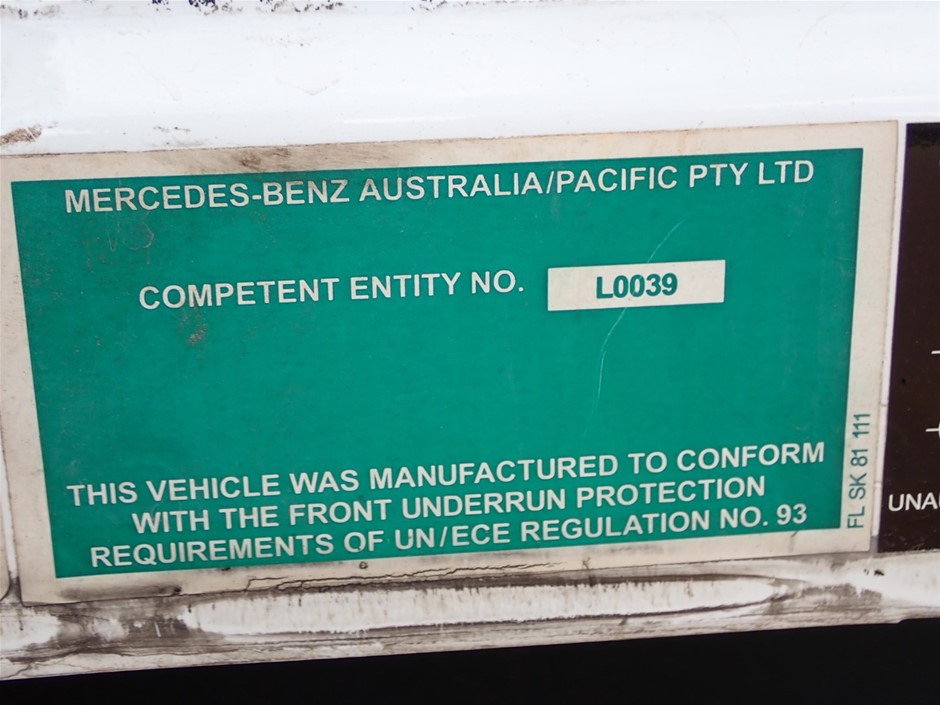 MERCEDES-BENZ AUSTRALIA/PACIFIC PTY LTD
COMPETENT ENTITY NO. L0039
THIS VEHICLE WAS MANUFACTURED TO CONFORM
WITH THE FRONT UNDERRUN PROTECTION
REQUIREMENTS OF UN/ECE REGULATION NO. 93
FL SK 81 111